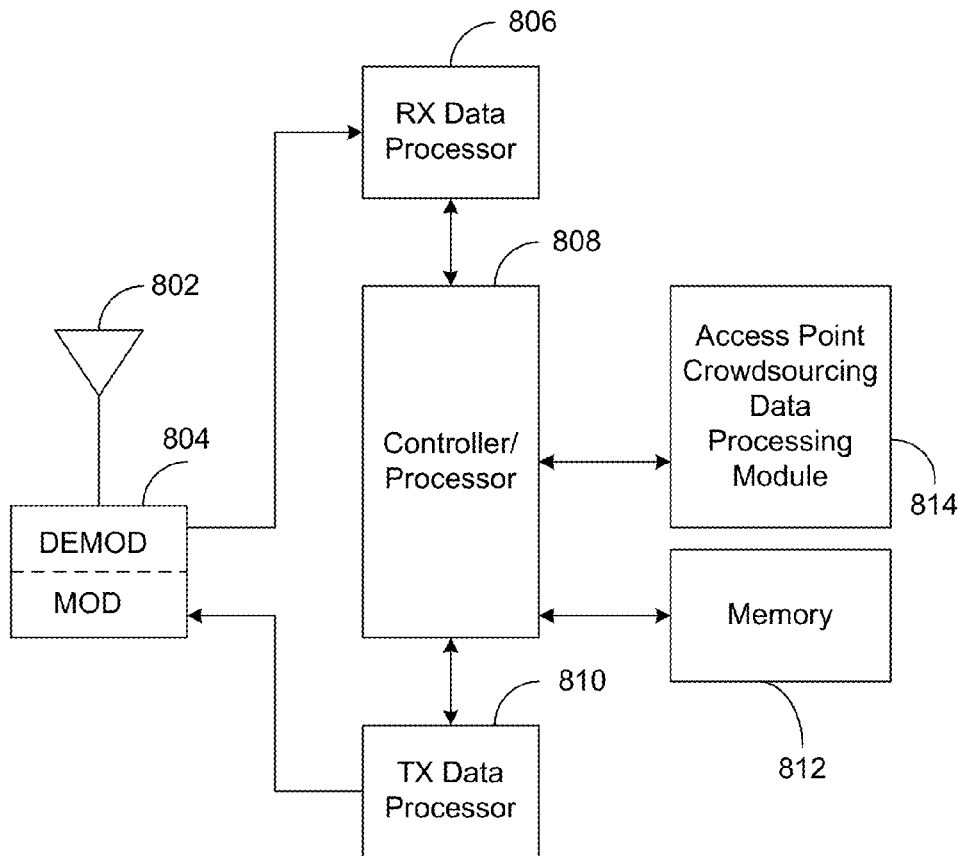 806
RX Data
Processor
808
802
Access Point
Crowdsourcing
Data
Processing
Module
804
Controller/
Processor
814
DEMOD
MOD
Memory
810
812
TX Data
Processor